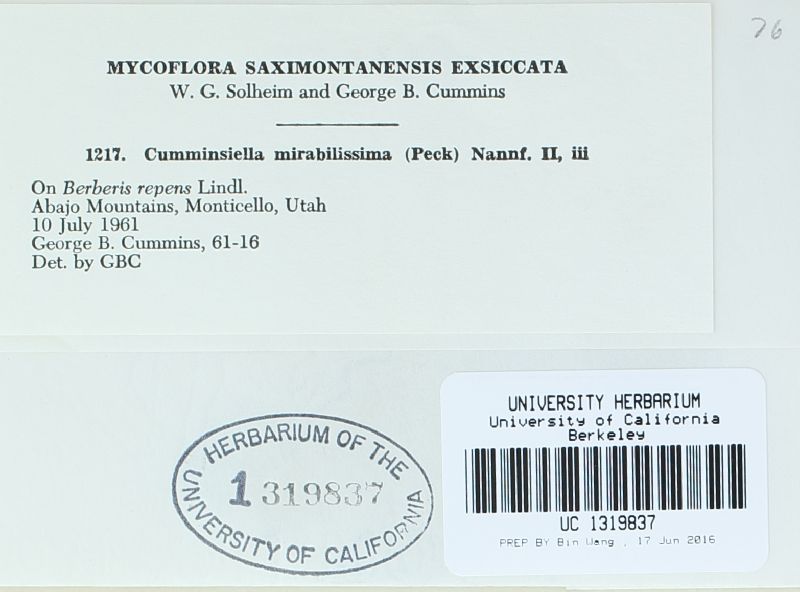 76
MYCOFLORA SAXIMONTANENSIS EXSICCATA
W. G. Solheim and George B. Cummins
1217. Cumminsiella mirabilissima (Peck) Nannf. II, iii
On Berberis repens Lindl.
Abajo Mountains, Monticello, Utah
10 July 1961
George B. Cummins, 61-16
Det. by GBC
HERBARIUM OF THE
1319837
UNIVERSITY OF CALIFORNIA
UNIVERSITY HERBARIUM
University of California
Berkeley
UC 1319837
PREP BY Bin Wang , 17 Jun 2016